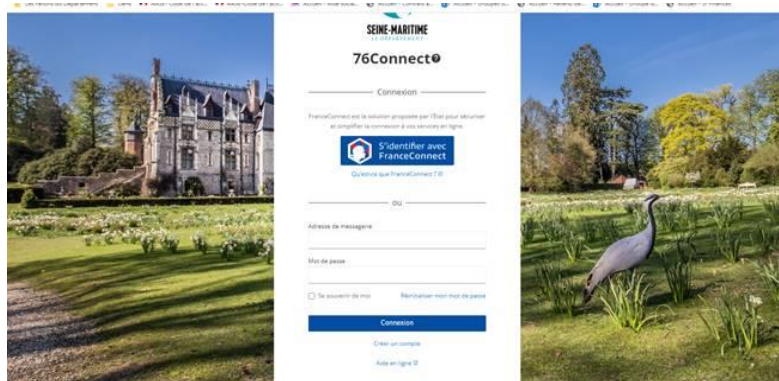 SEINE-MARITIME
LE DÉPARTEMENT
76Connect?
Connexion
FranceConnect est la solution proposée par l'État pour sécuriser
et simplifier la connexion à vos services en ligne.
S'identifier avec
FranceConnect
Qu'est-ce que FranceConnect ?
ou
Adresse de messagerie
Mot de passe
Se souvenir de moi
Réinitialiser mon mot de passe
Connexion
Créer un compte
Aide en ligne